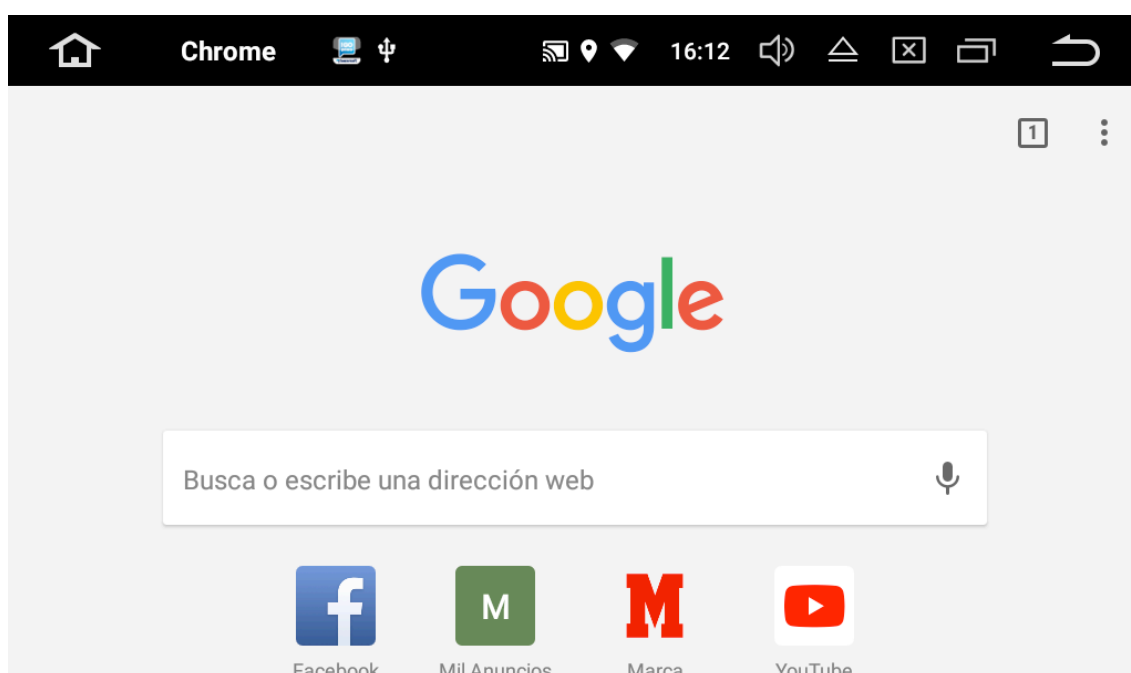 Chrome 16:12
1
Google
Busca o escribe una dirección web
M M
Facebook Mil Anuncios Marca YouTube